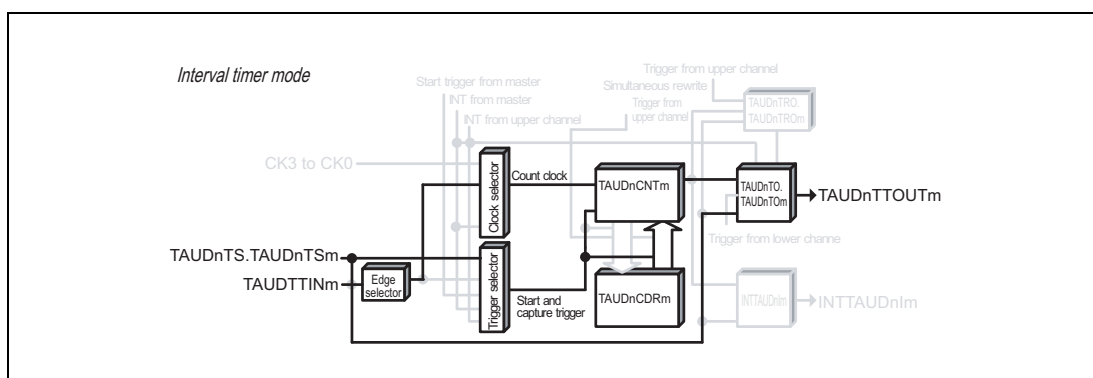 Interval timer mode
Trigger from upper channel
Start trigger from master
Simultaneous rewrite
INT from master
Trigger from
upper channel
INT from upper channel
TAUDnTRO.
TAUDnTROm
CK3 to CK0
Clock selector
Count clock
TAUDnCNTm
TAUDnTO.
TAUDnTOm
TAUDnTTOUTm
Trigger from lower channe
TAUDnTS.TAUDnTSm
TAUDTTINm
Edge
selector
Trigger selector
Start and
capture trigger
TAUDnCDRm
INTTAUDnIm
INTTAUDnIm